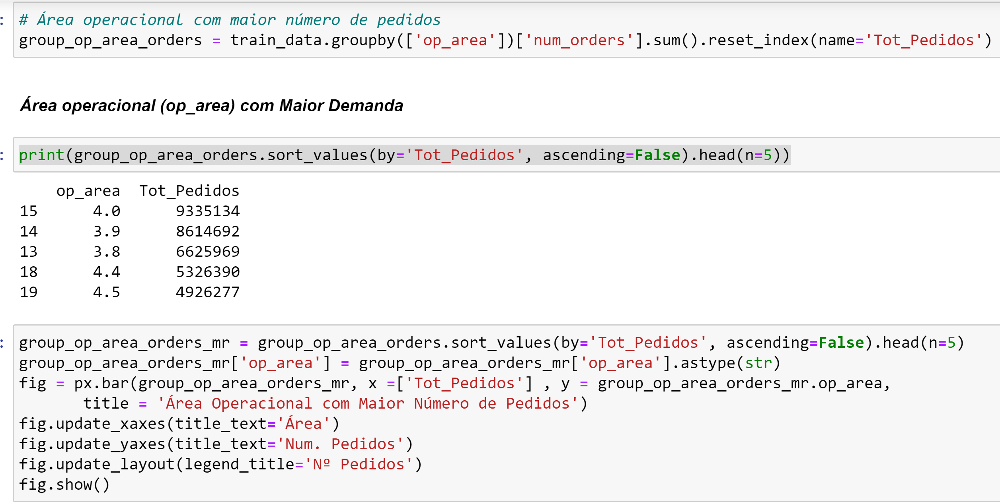 :
# Área operacional com maior número de pedidos
group_op_area_orders = train_data.groupby(['op_area'])['num_orders'].sum().reset_index(name='Tot_Pedidos')
Área operacional (op_area) com Maior Demanda
:
print(group_op_area_orders.sort_values(by='Tot_Pedidos', ascending=False).head(n=5))
    op_area  Tot_Pedidos
15      4.0      9335134
14      3.9      8614692
13      3.8      6625969
18      4.4      5326390
19      4.5      4926277
:
group_op_area_orders_mr = group_op_area_orders.sort_values(by='Tot_Pedidos', ascending=False).head(n=5)
group_op_area_orders_mr['op_area'] = group_op_area_orders_mr['op_area'].astype(str)
fig = px.bar(group_op_area_orders_mr, x =['Tot_Pedidos'] , y = group_op_area_orders_mr.op_area,
       title = 'Área Operacional com Maior Número de Pedidos')
fig.update_xaxes(title_text='Área')
fig.update_yaxes(title_text='Num. Pedidos')
fig.update_layout(legend_title='Nº Pedidos')
fig.show()